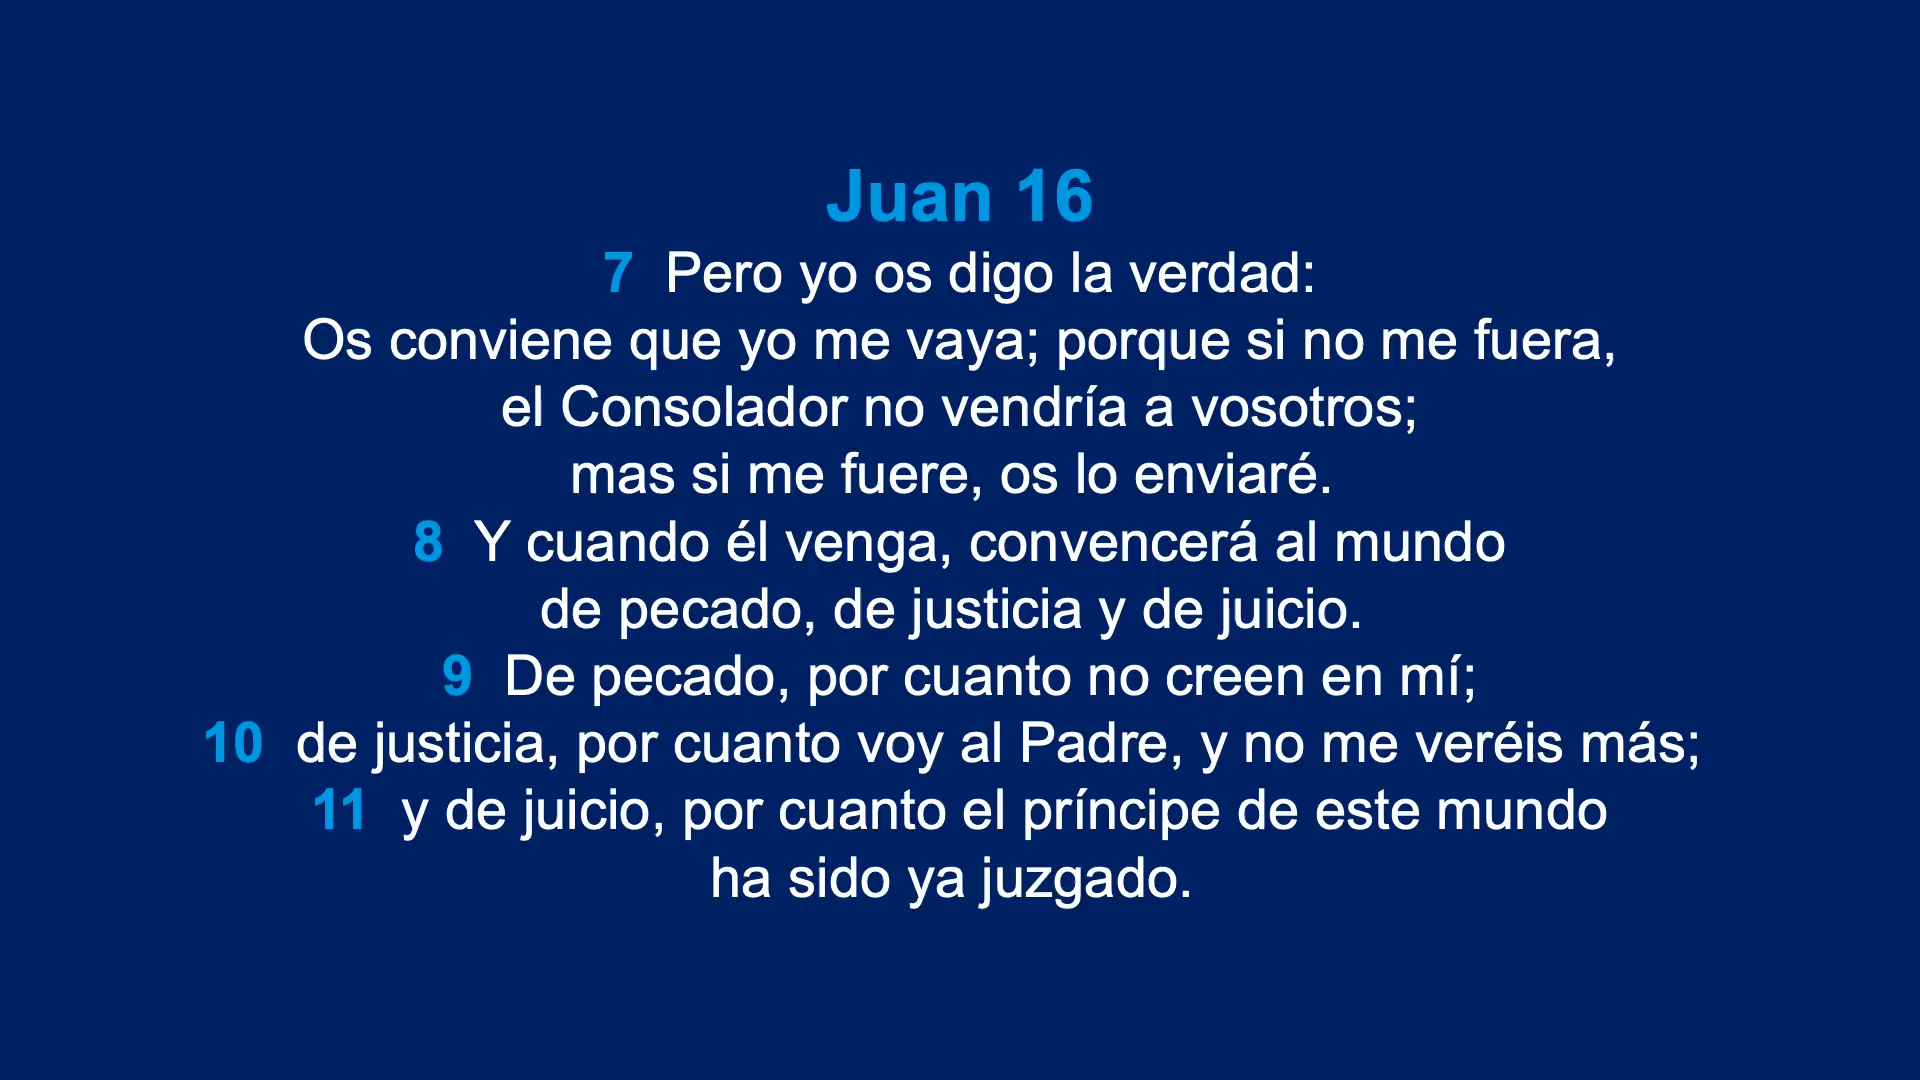 Juan 16
7 Pero yo os digo la verdad:
Os conviene que yo me vaya; porque si no me fuera,
el Consolador no vendría a vosotros;
mas si me fuere, os lo enviaré.
8 Y cuando él venga, convencerá al mundo
de pecado, de justicia y de juicio.
9 De pecado, por cuanto no creen en mí;
10 de justicia, por cuanto voy al Padre, y no me veréis más;
11 y de juicio, por cuanto el príncipe de este mundo
ha sido ya juzgado.